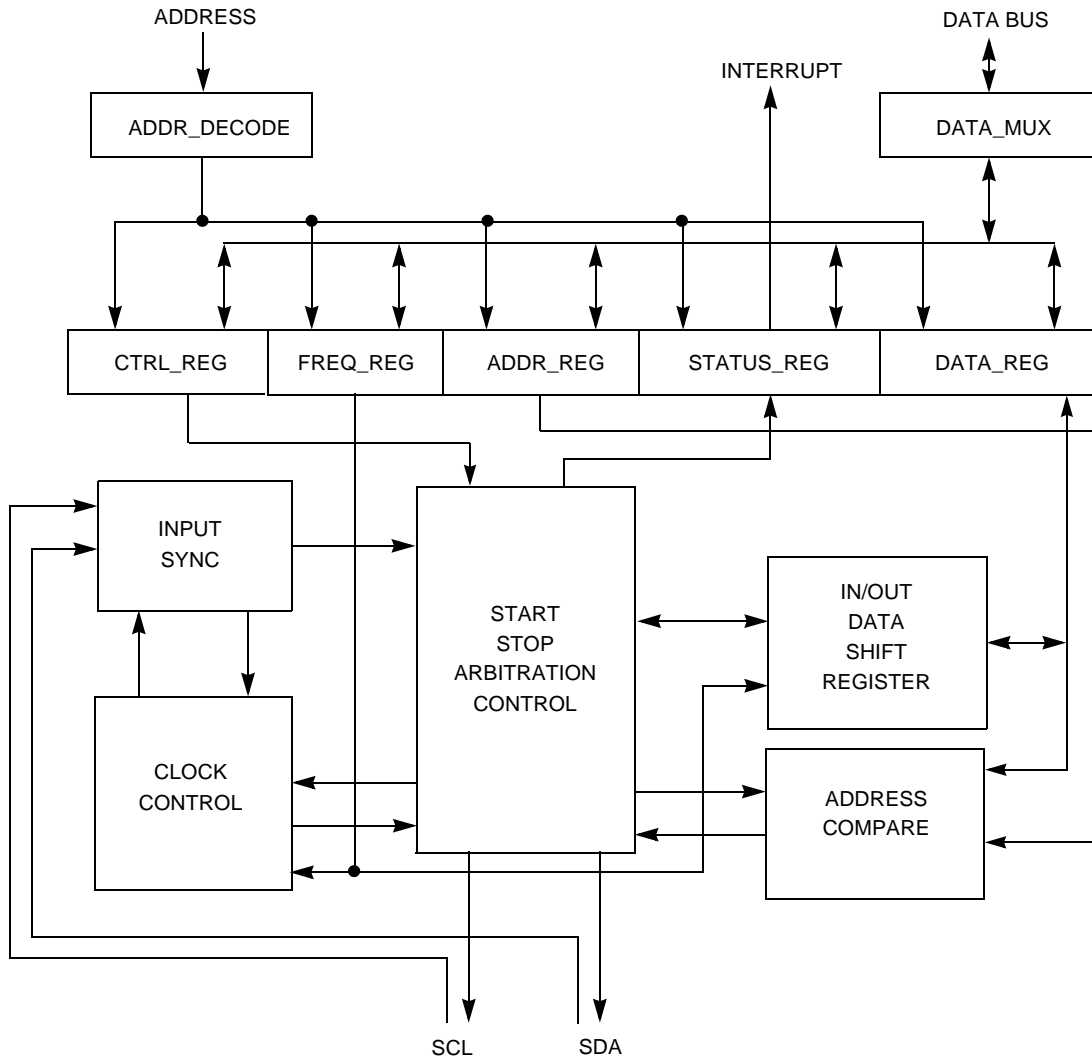 ADDRESS
DATA BUS
INTERRUPT
ADDR_DECODE
DATA_MUX
CTRL_REG
FREQ_REG
ADDR_REG
STATUS_REG
DATA_REG
INPUT
SYNC
START
STOP
ARBITRATION
CONTROL
IN/OUT
DATA
SHIFT
REGISTER
CLOCK
CONTROL
ADDRESS
COMPARE
SCL
SDA